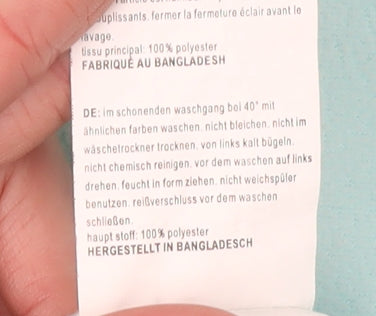 assouplissants. fermer la fermeture éclair avant le
lavage.
tissu principal: 100% polyester
FABRIQUÉ AU BANGLADESH
DE: im schonenden waschgang bei 40° mit
ähnlichen farben waschen. nicht bleichen. nicht im
wäschetrockner trocknen. von links kalt bügeln.
nicht chemisch reinigen. vor dem waschen auf links
drehen. feucht in form ziehen. nicht weichspüler
benutzen. reißverschluss vor dem waschen
schließen.
haupt stoff: 100% polyester
HERGESTELLT IN BANGLADESCH